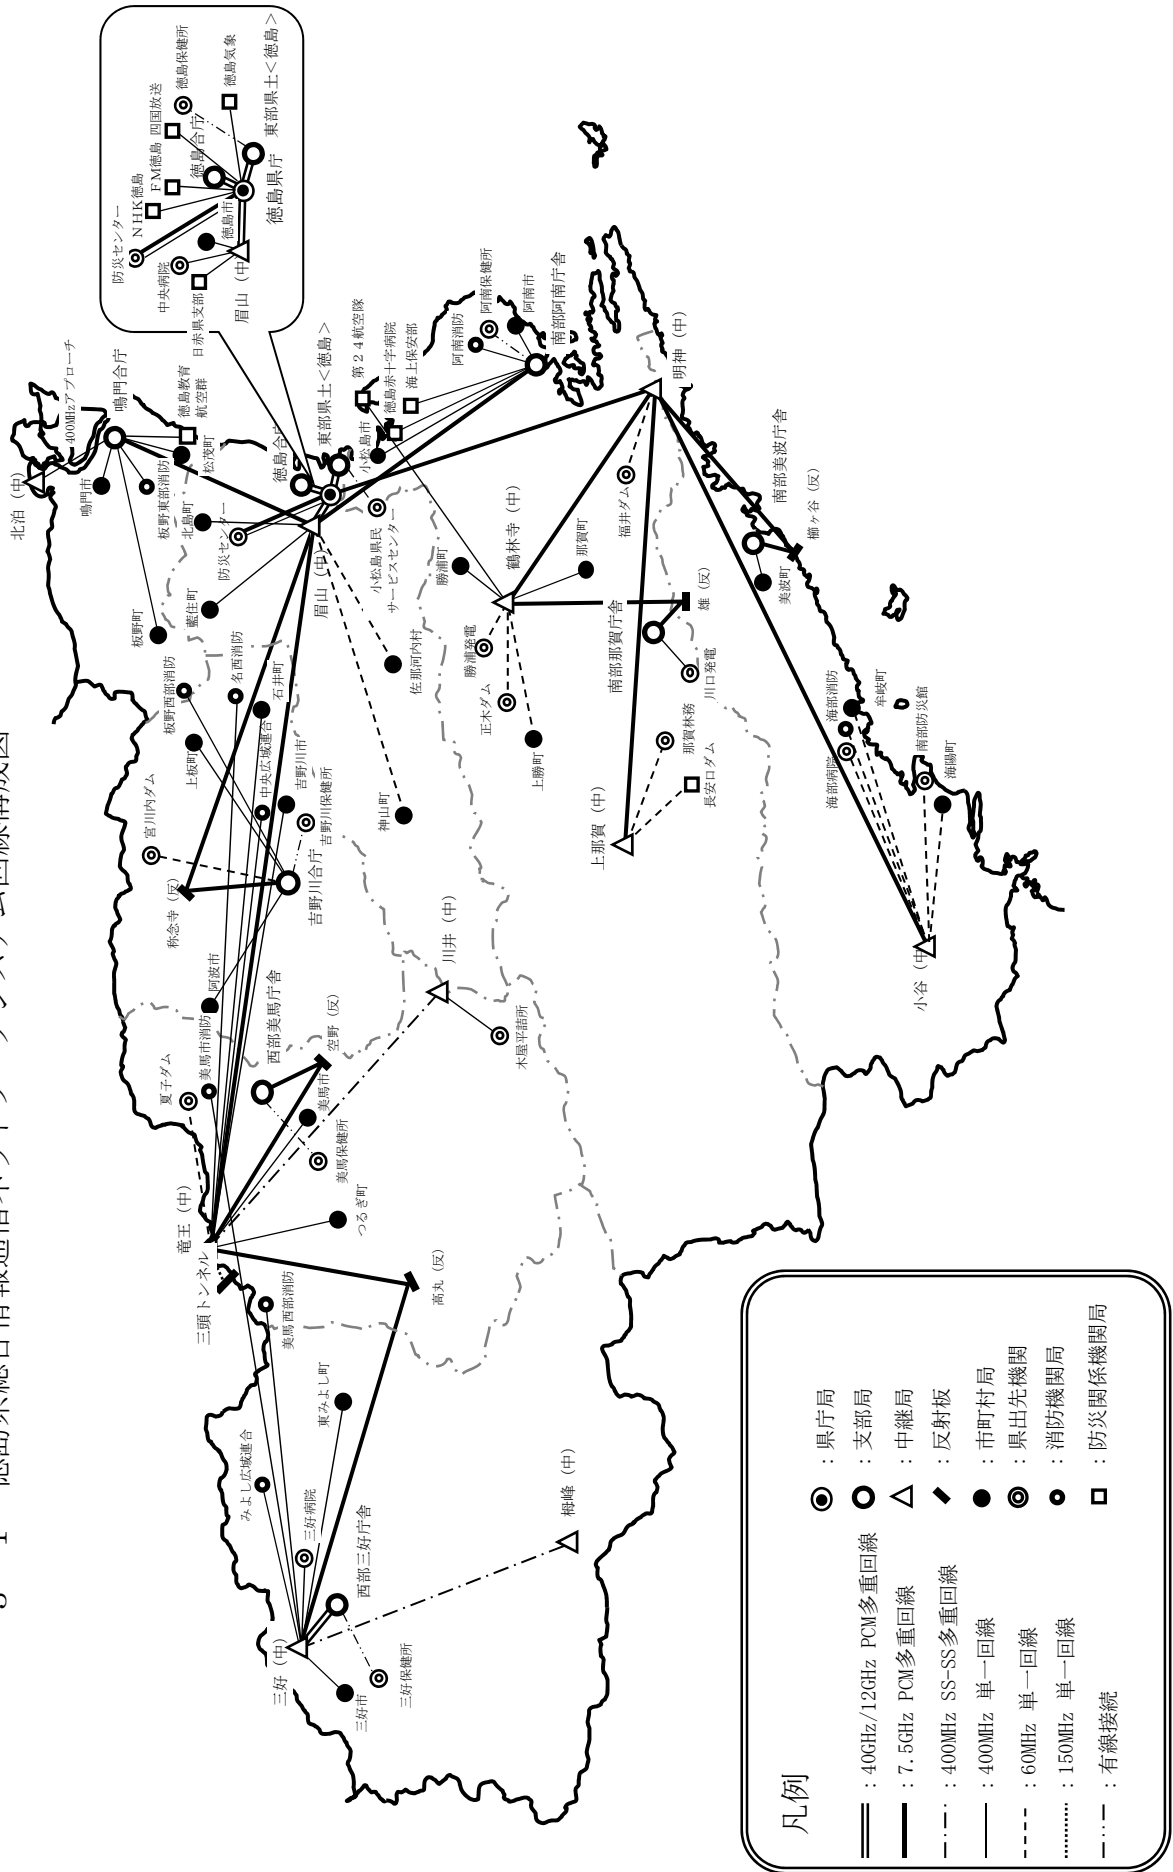 徳島保健所
四国放送
徳島気象
ＦＭ徳島
徳島合庁
東部県土＜徳島＞
ＮＨＫ徳島
徳島県庁
防災センター
徳島市
中央病院
日赤県支部
眉山（中
400MHzアプローチ
鳴門合庁
徳島教育
航空群
北泊（中）
鳴門市
板野東部消防
松茂町
北島町
防災センター
板野町
藍住町
徳島合庁
東部県土＜徳島＞
第２４航空隊
徳島赤十字病院
海上保安部
小松島市
阿南消防
阿南保健所
阿南市
南部阿南庁舎
明神（中）
眉山（中）
小松島県民
サービスセンター
佐那河内村
勝浦町
鶴林寺（中）
那賀町
福井ダム
勝浦発電
正木ダム
上勝町
南部那賀庁舎
雄（反）
川口発電
南部美波庁舎
櫛ヶ谷（反）
美波町
板野西部消防
名西消防
石井町
上板町
宮川内ダム
中央広域連合
吉野川市
吉野川保健所
吉野川合庁
称念寺（反）
神山町
那賀林務
長安ロダム
上那賀（中）
海部消防
牟岐町
海部病院
南部防災館
海陽町
小谷（中
阿波市
西部美馬庁舎
空野（反）
川井（中）
木屋平詰所
夏子ダム
美馬市消防
美馬市
美馬保健所
竜王（中）
三頭トンネル
つるぎ町
高丸（反）
美馬西部消防
東みよし町
みよし広域連合
三好病院
西部三好庁舎
三好（中）
三好市
三好保健所
栂峰（中）
凡例
：40GHz/12GHz PCM多重回線
：7.5GHz PCM多重回線
：400MHz SS-SS多重回線
：400MHz 単一回線
：60MHz 単一回線
：150MHz 単一回線
：有線接続
：県庁局
：支部局
：中継局
：反射板
：市町村局
：県出先機関
：消防機関局
：防災関係機関局